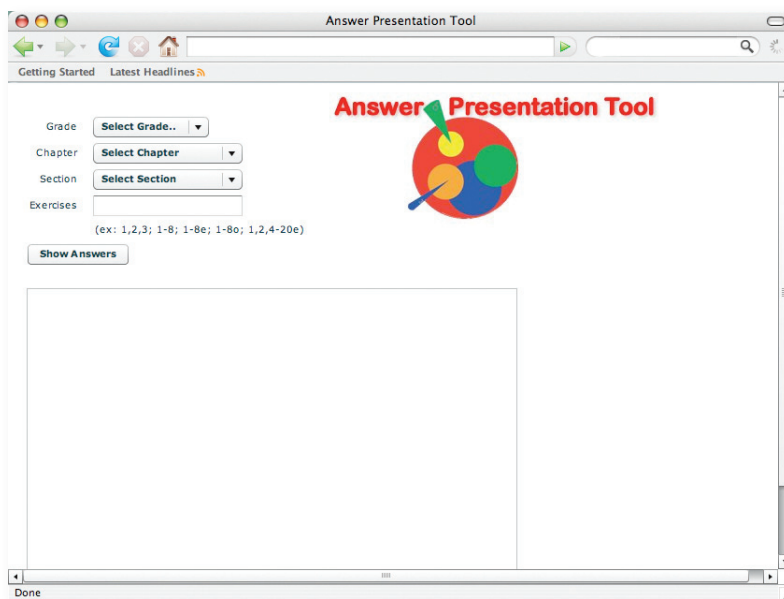 Answer Presentation Tool
Getting Started Latest Headlines
Answer Presentation Tool
Grade Select Grade..
Chapter Select Chapter
Section Select Section
Exercises
(ex: 1,2,3; 1-8; 1-8e; 1-8o; 1,2,4-20e)
Show Answers
Done